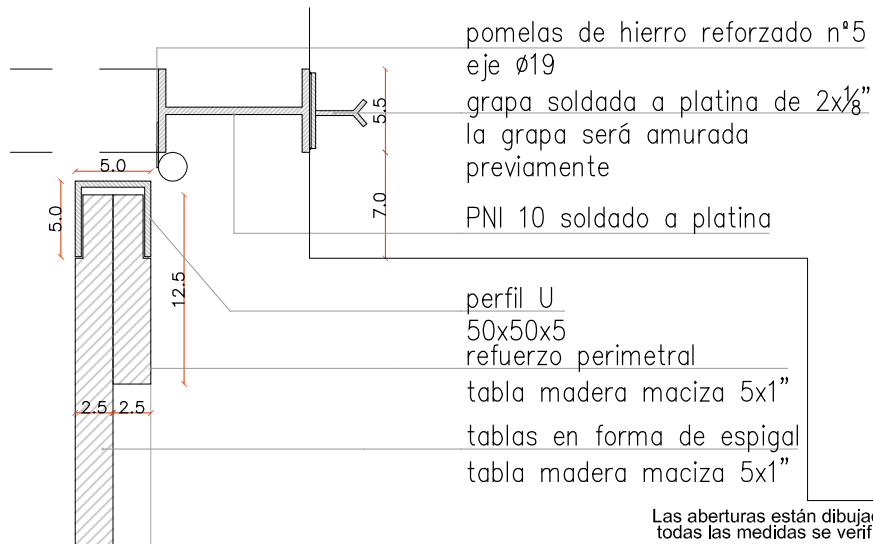 pomelas de hierro reforzado nº5
eje Ø19
grapa soldada a platina de 2x⅛"
la grapa será amurada
previamente
PNI 10 soldado a platina
perfil U
50x50x5
refuerzo perimetral
tabla madera maciza 5x1"
tablas en forma de espigal
tabla madera maciza 5x1"
5.5
7.0
5.0
5.0
12.5
2.5 2.5
Las aberturas están
todas las medidas se